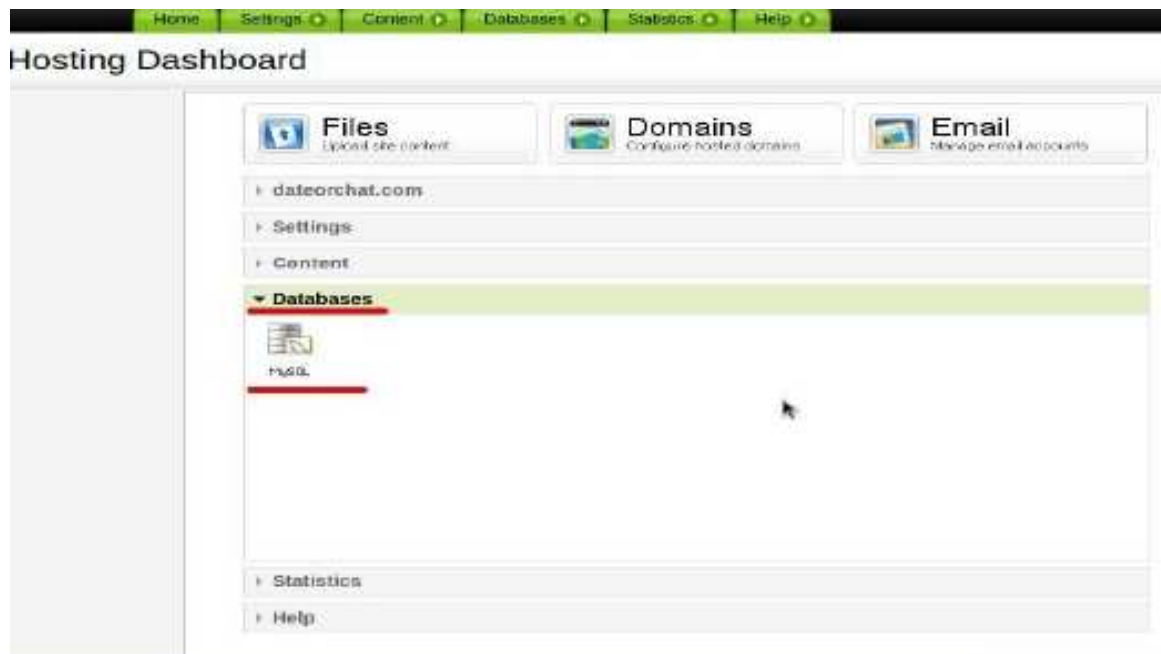 Home Settings Content Databases Statistics Help
Hosting Dashboard
Files Domains Email
Upload site content Configure hosted domains Manage email accounts
dateorchat.com
Settings
Content
Databases
MySQL
Statistics
Help